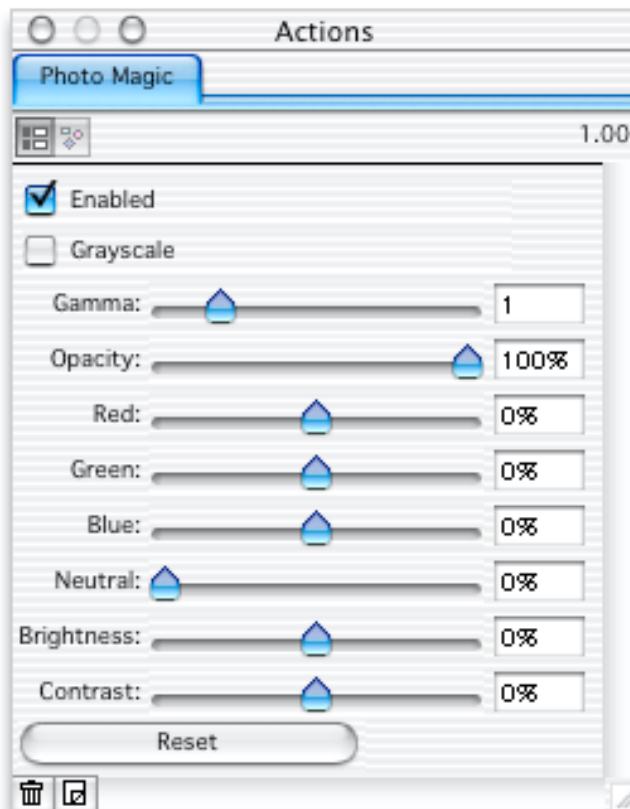 Actions
Photo Magic
1.00
Enabled
Grayscale
Gamma: 1
Opacity: 100%
Red: 0%
Green: 0%
Blue: 0%
Neutral: 0%
Brightness: 0%
Contrast: 0%
Reset